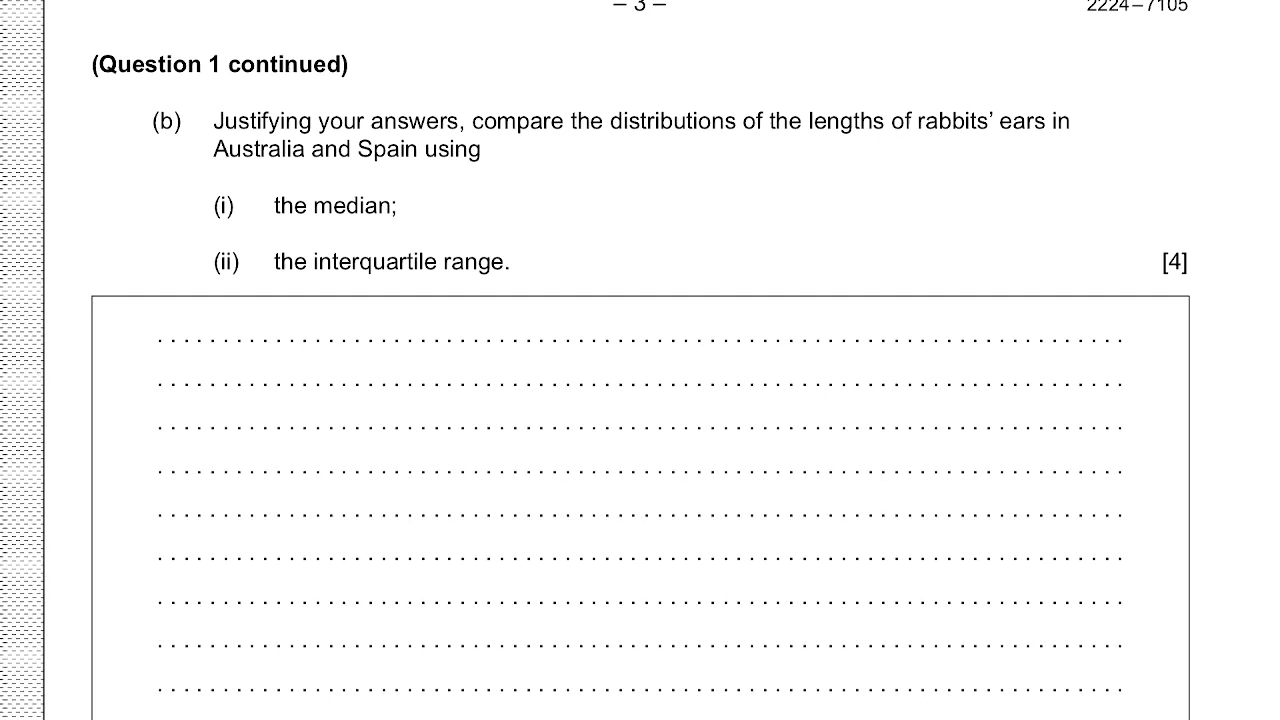 – 3 –
2224–7105
(Question 1 continued)
(b) Justifying your answers, compare the distributions of the lengths of rabbits’ ears in
Australia and Spain using
(i) the median;
(ii) the interquartile range. [4]